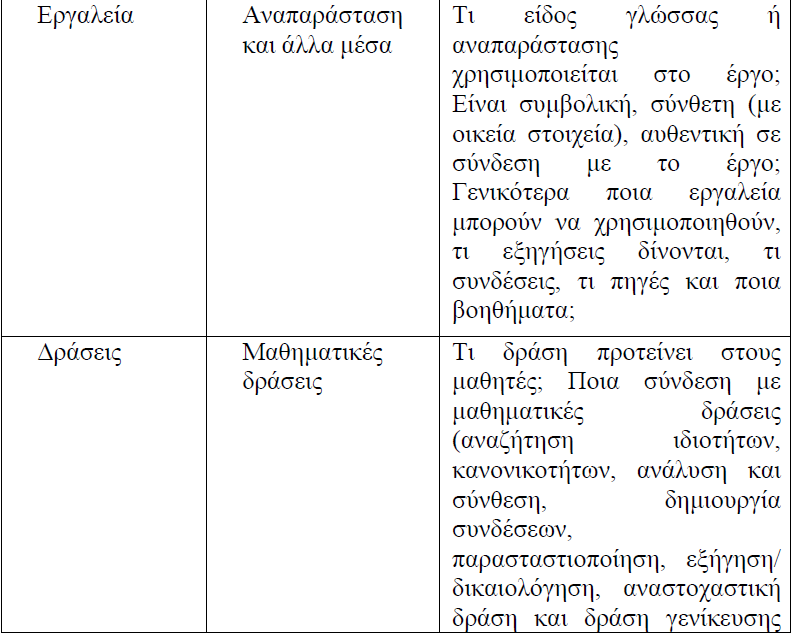 Εργαλεία
Αναπαράσταση
και άλλα μέσα
Τι είδος γλώσσας ή
αναπαράστασης
χρησιμοποιείται στο έργο;
Είναι συμβολική, σύνθετη (με
οικεία στοιχεία), αυθεντική σε
σύνδεση με το έργο;
Γενικότερα ποια εργαλεία
μπορούν να χρησιμοποιηθούν,
τι εξηγήσεις δίνονται, τι
συνδέσεις, τι πηγές και ποια
βοηθήματα;
Δράσεις
Μαθηματικές
δράσεις
Τι δράση προτείνει στους
μαθητές; Ποια σύνδεση με
μαθηματικές δράσεις
(αναζήτηση ιδιοτήτων,
κανονικοτήτων, ανάλυση και
σύνθεση, δημιουργία
συνδέσεων,
παρασταστιοποίηση, εξήγηση/
δικαιολόγηση, αναστοχαστική
δράση και δράση γενίκευσης